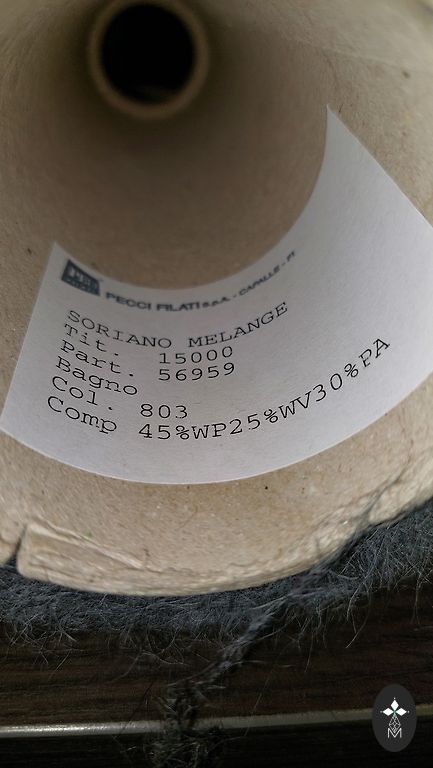 PECCI FILATI S.p.A. - CAPALLE - FI
SORIANO MELANGE
Tit. 15000
Part. 56959
Bagno
Col. 803
Comp 45%WP25%WV30%PA
M